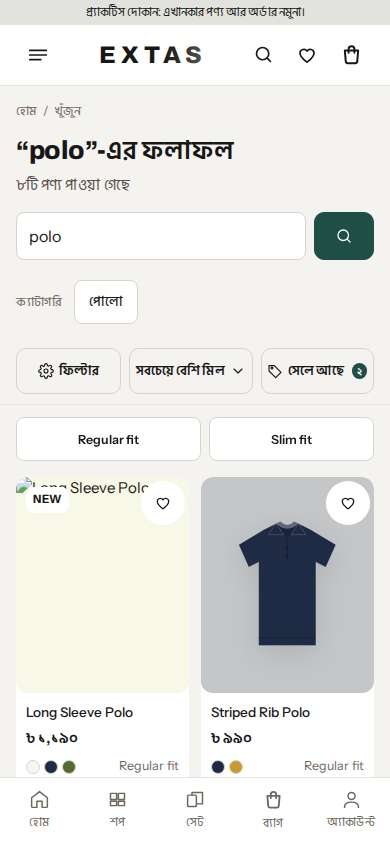 প্র্যাকটিস দোকান: এখানকার পণ্য আর অর্ডার নমুনা।
EXTAS
হোম / খুঁজুন
“polo”-এর ফলাফল
৮টি পণ্য পাওয়া গেছে
polo
ক্যাটাগরি পোলো
ফিল্টার সবচেয়ে বেশি মিল সেলে আছে ২
Regular fit Slim fit
Long Sleeve Polo
NEW
Long Sleeve Polo Striped Rib Polo
৳ ১,১৯০ ৳ ৯৯০
Regular fit Regular fit
হোম শপ সেট ব্যাগ অ্যাকাউন্ট